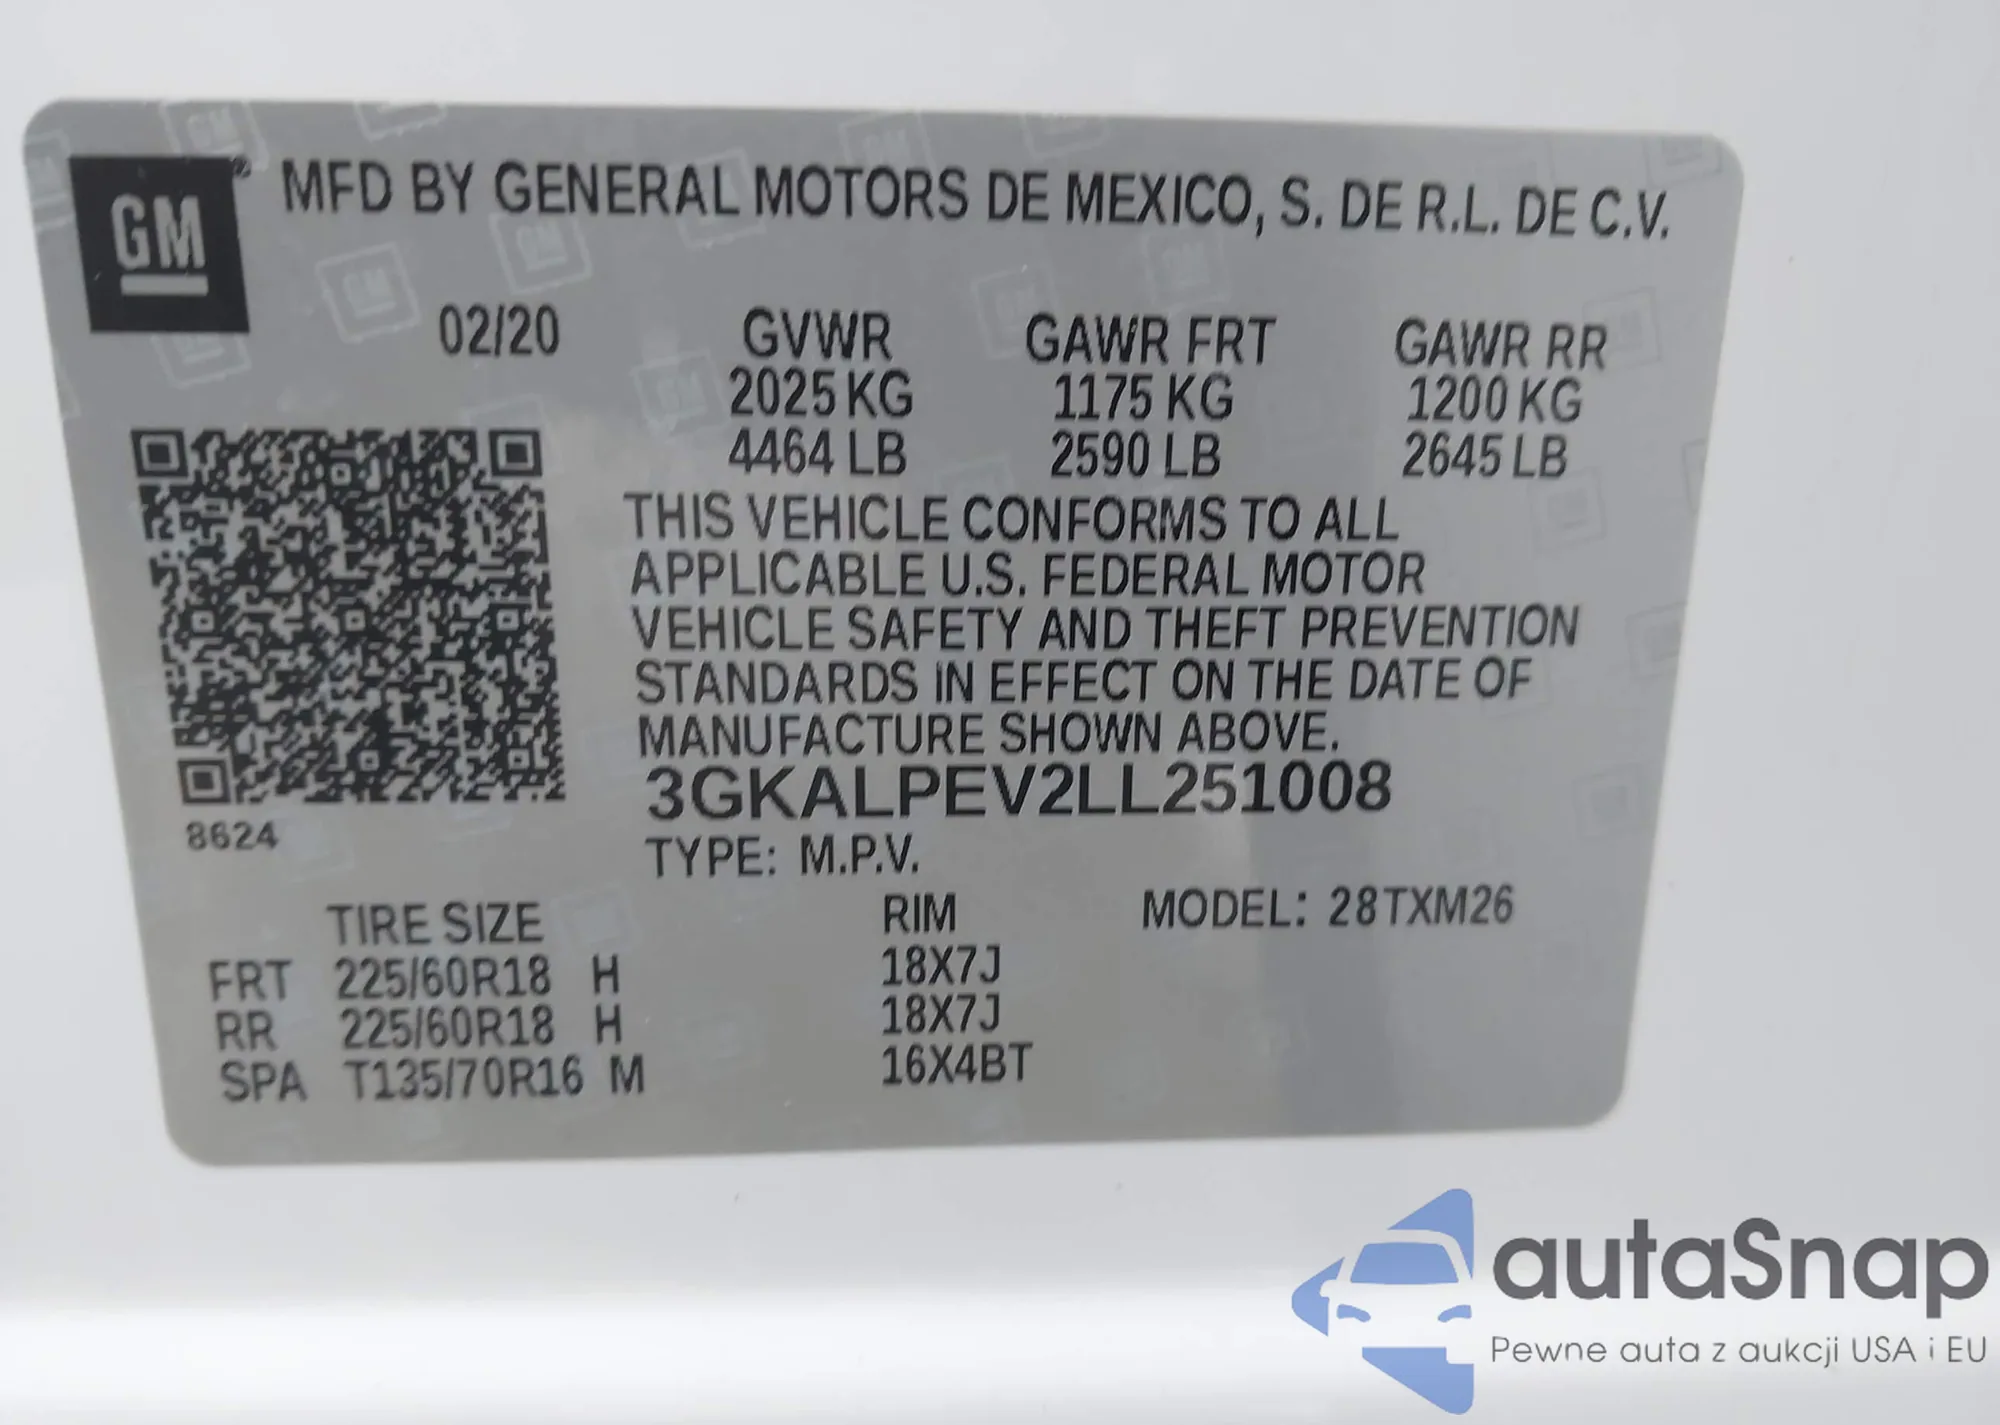 GM
MFD BY GENERAL MOTORS DE MEXICO, S. DE R.L. DE C.V.
02/20 GVWR GAWR FRT GAWR RR
2025 KG 1175 KG 1200 KG
4464 LB 2590 LB 2645 LB
THIS VEHICLE CONFORMS TO ALL
APPLICABLE U.S. FEDERAL MOTOR
VEHICLE SAFETY AND THEFT PREVENTION
STANDARDS IN EFFECT ON THE DATE OF
MANUFACTURE SHOWN ABOVE.
3GKALPEV2LL251008
8624
TYPE: M.P.V.
TIRE SIZE RIM MODEL: 28TXM26
FRT 225/60R18 H 18X7J
RR 225/60R18 H 18X7J
SPA T135/70R16 M 16X4BT
autaSnap
Pewne auta z aukcji USA i EU